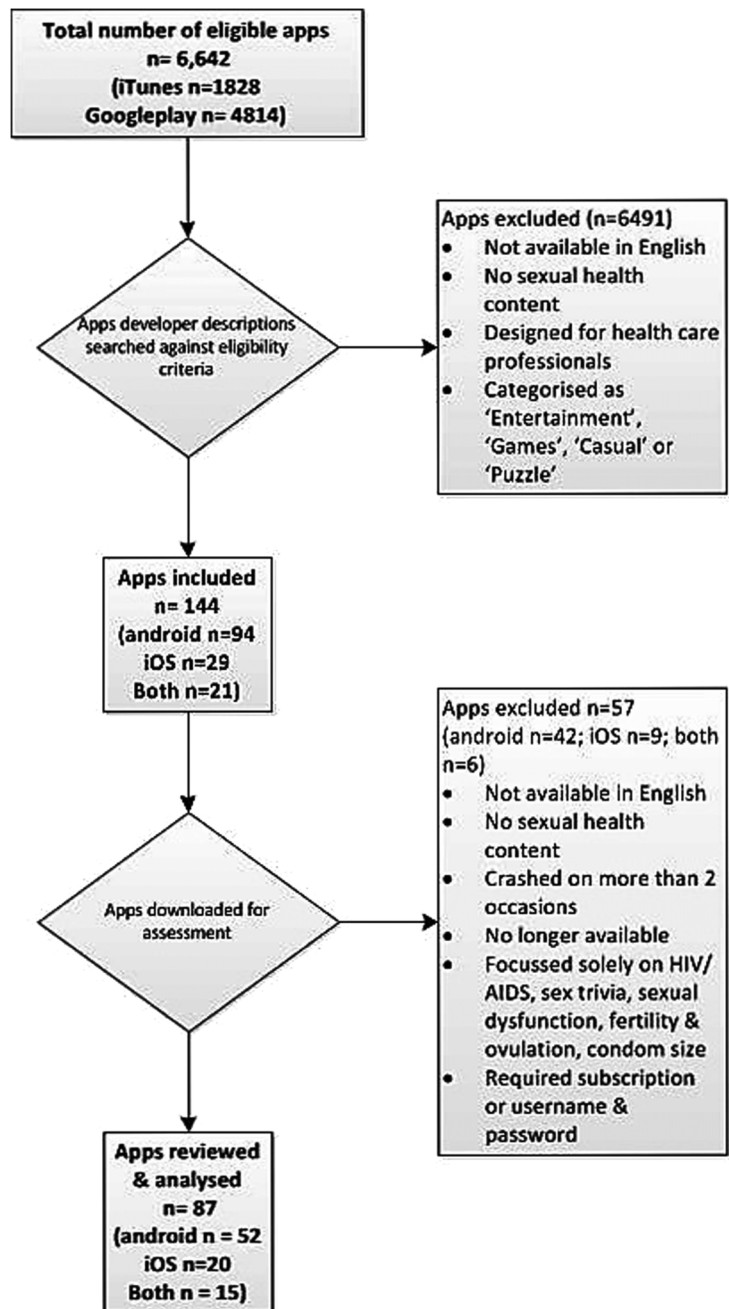 Total number of eligible apps
n= 6,642
(iTunes n=1828
Googleplay n= 4814)
Apps developer descriptions
searched against eligibility
criteria
Apps excluded (n=6491)
• Not available in English
• No sexual health
content
• Designed for health care
professionals
• Categorised as
‘Entertainment’,
‘Games’, ‘Casual’ or
‘Puzzle’
Apps included
n= 144
(android n=94
iOS n=29
Both n=21)
Apps downloaded for
assessment
Apps excluded n=57
(android n=42; iOS n=9; both
n=6)
• Not available in English
• No sexual health
content
• Crashed on more than 2
occasions
• No longer available
• Focussed solely on HIV/
AIDS, sex trivia, sexual
dysfunction, fertility &
ovulation, condom size
• Required subscription
or username &
password
Apps reviewed
& analysed
n= 87
(android n = 52
iOS n=20
Both n = 15)